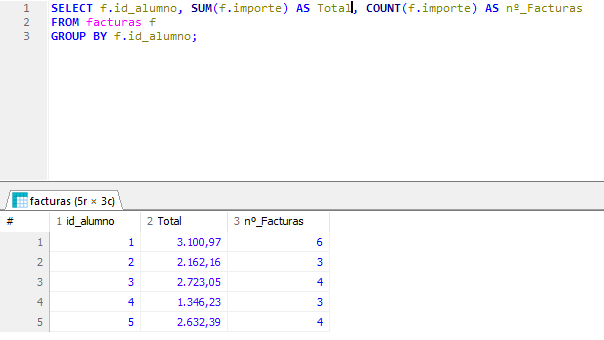 1 SELECT f.id_alumno, SUM(f.importe) AS Total, COUNT(f.importe) AS nº_Facturas
2 FROM facturas f
3 GROUP BY f.id_alumno;
facturas (5r × 3c)
# 1 id_alumno 2 Total 3 nº_Facturas
1 1 3.100,97 6
2 2 2.162,16 3
3 3 2.723,05 4
4 4 1.346,23 3
5 5 2.632,39 4